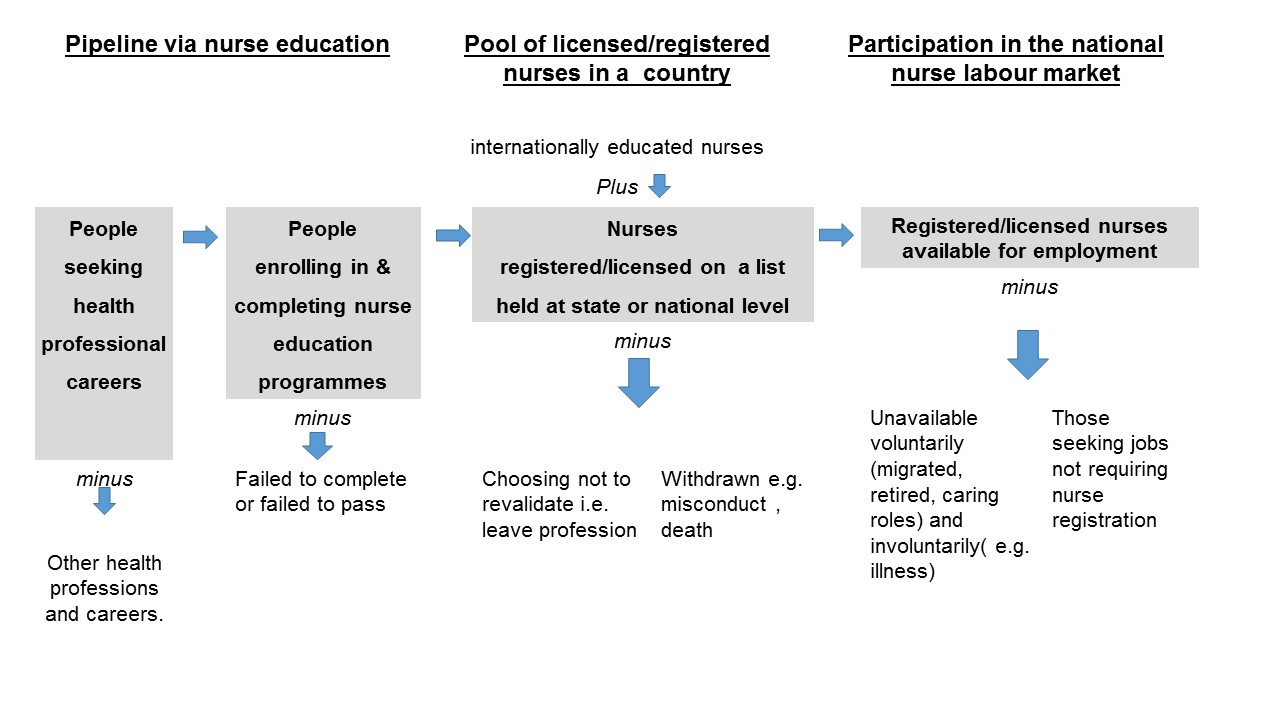 Pipeline via nurse education
Pool of licensed/registered
nurses in a country
Participation in the national
nurse labour market
internationally educated nurses
Plus
People
seeking
health
professional
careers
minus
Other health
professions
and careers.
People
enrolling in &
completing nurse
education
programmes
minus
Failed to complete
or failed to pass
Nurses
registered/licensed on a list
held at state or national level
minus
Choosing not to
revalidate i.e.
leave profession
Withdrawn e.g.
misconduct ,
death
Registered/licensed nurses
available for employment
minus
Unavailable
voluntarily
(migrated,
retired, caring
roles) and
involuntarily( e.g.
illness)
Those
seeking jobs
not requiring
nurse
registration